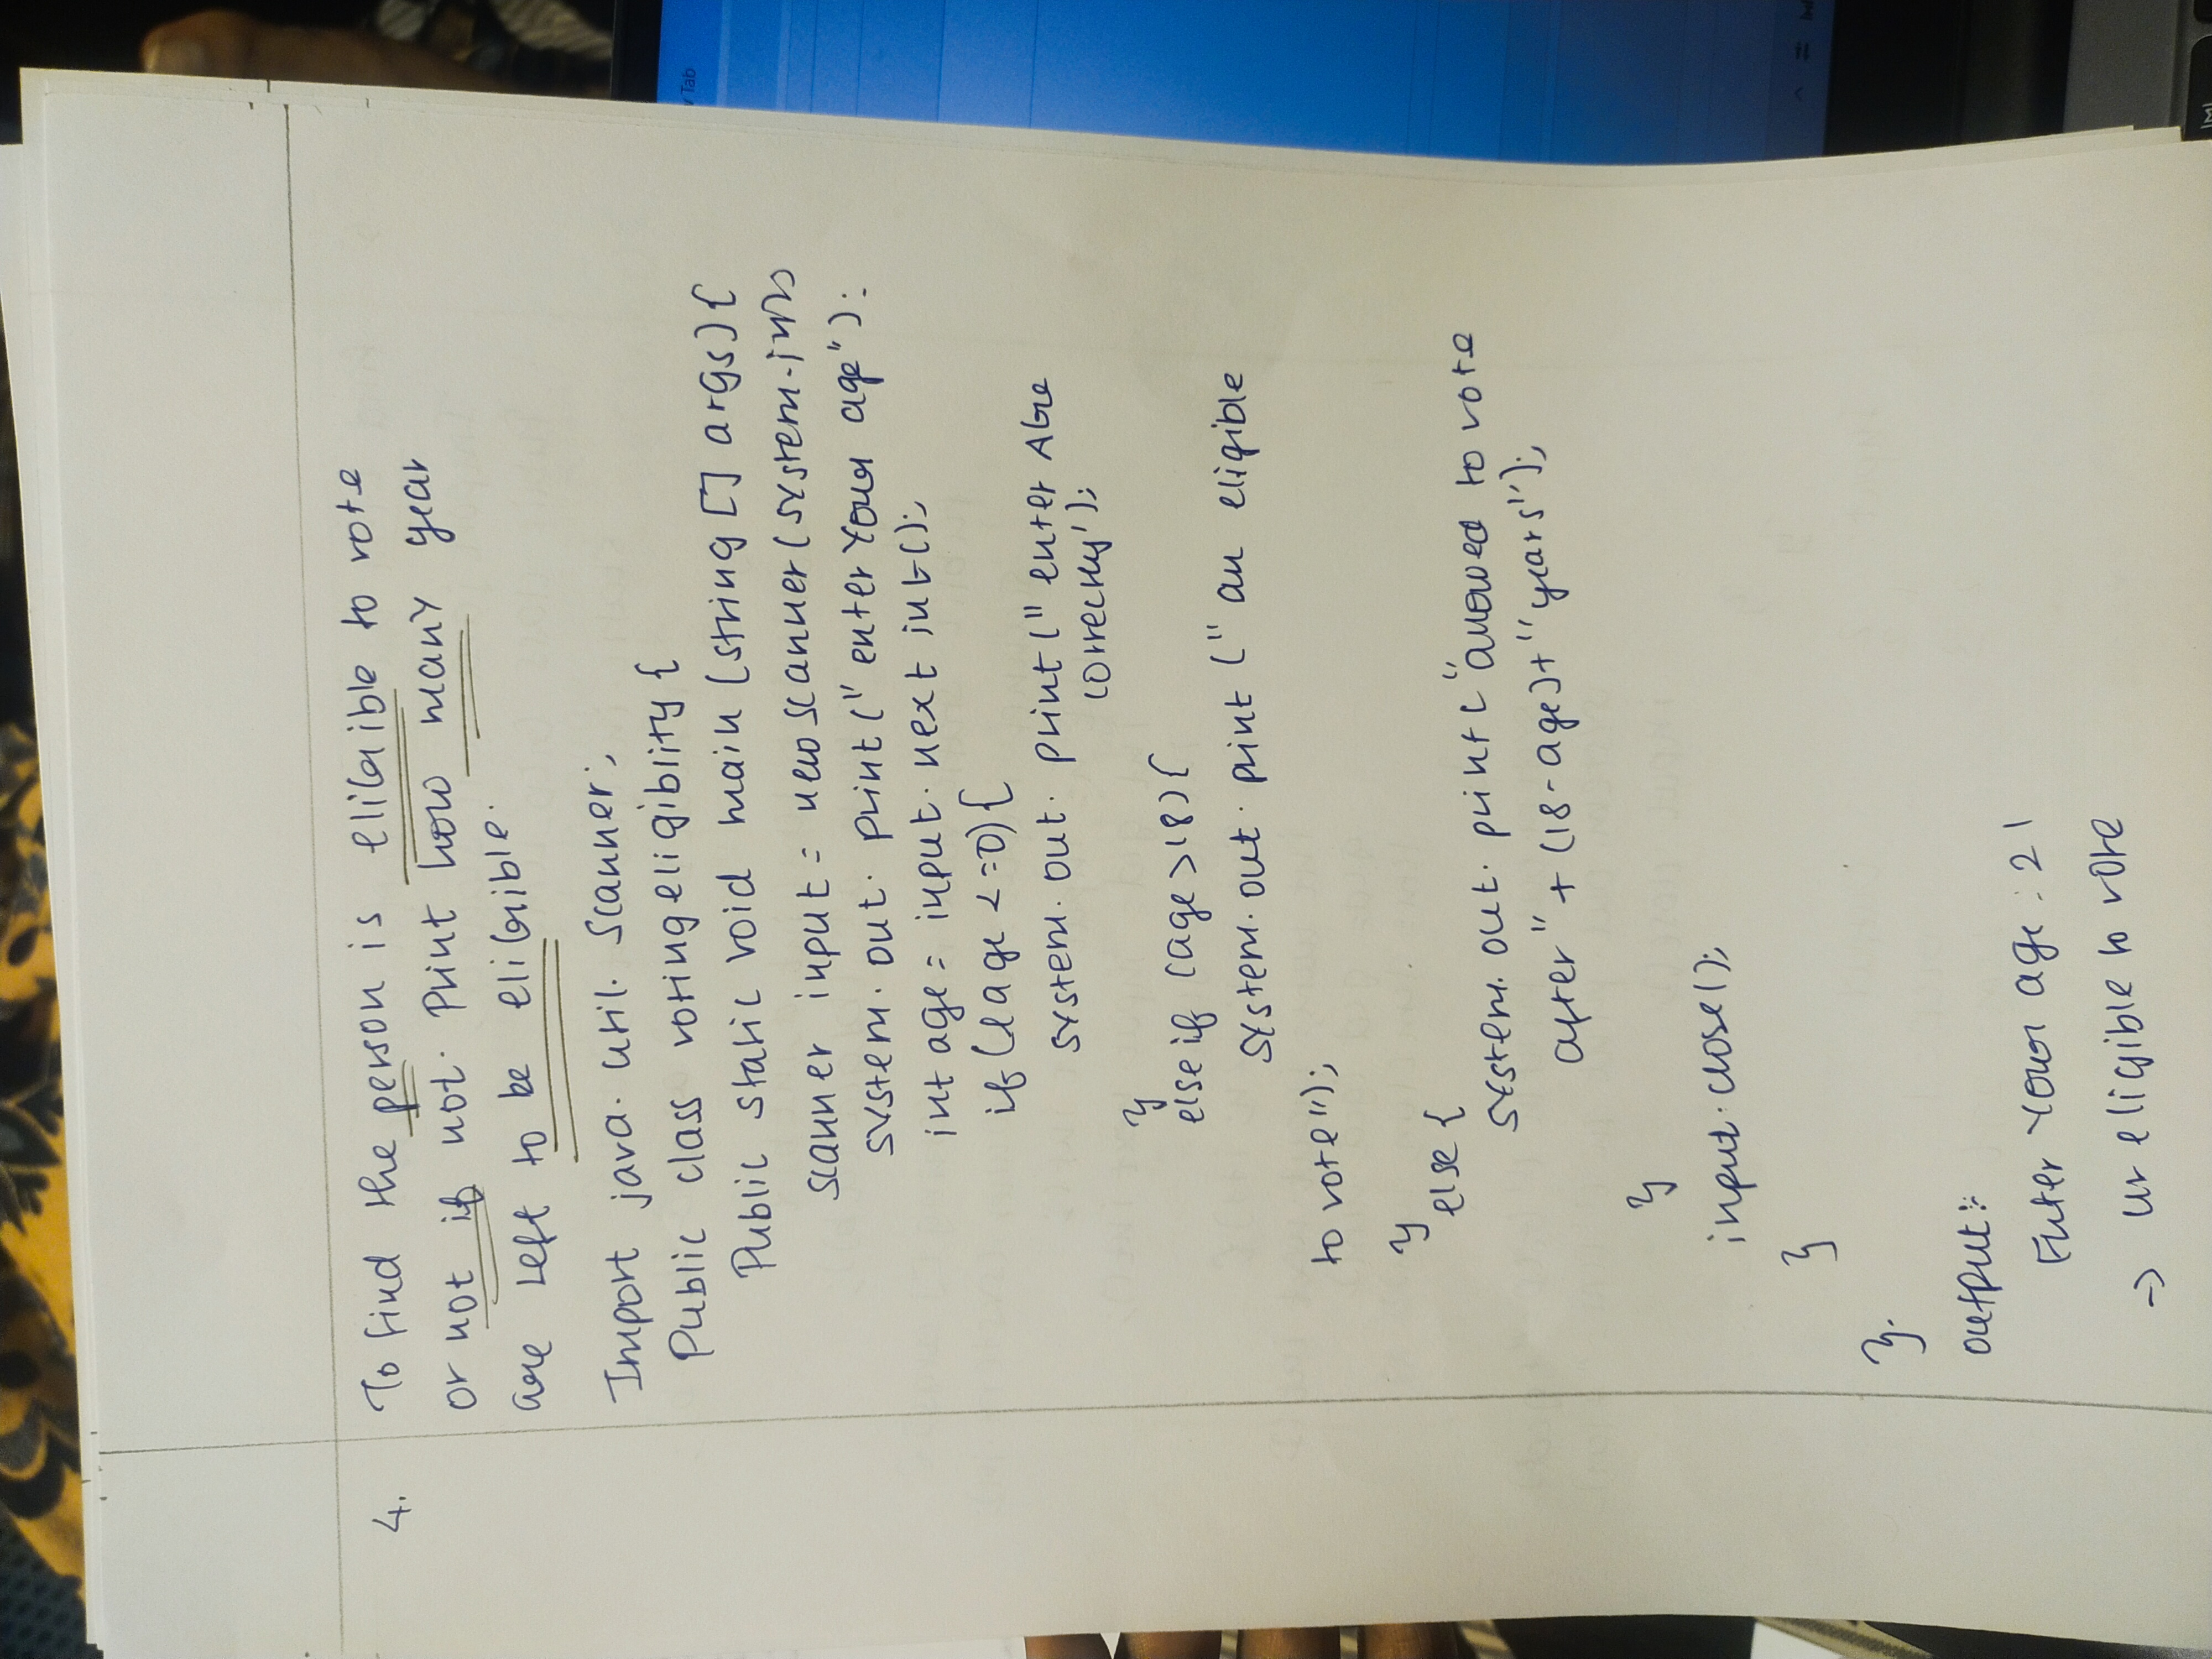 4. To find the person is eligible to vote
or not if not. Print how many year
are left to be eligible.
Import java. util. Scanner;
Public class votingeligiblity {
Public static void main (string [] args) {
scanner input = new scanner (system.in);
system. out. print (" enter Your age");
int age = input. next int();
if (age <=0) {
system. out. print (" enter Age
correctly');
}
else if (age >18) {
system. out. print (" au eligible
to vote");
}
else {
system. out. print ( "allowed to vote
after " + (18-age)+ "years");
}
input.close();
}
}.
output:-
Enter Your age : 21
→ ur eligible to vote
v Tab